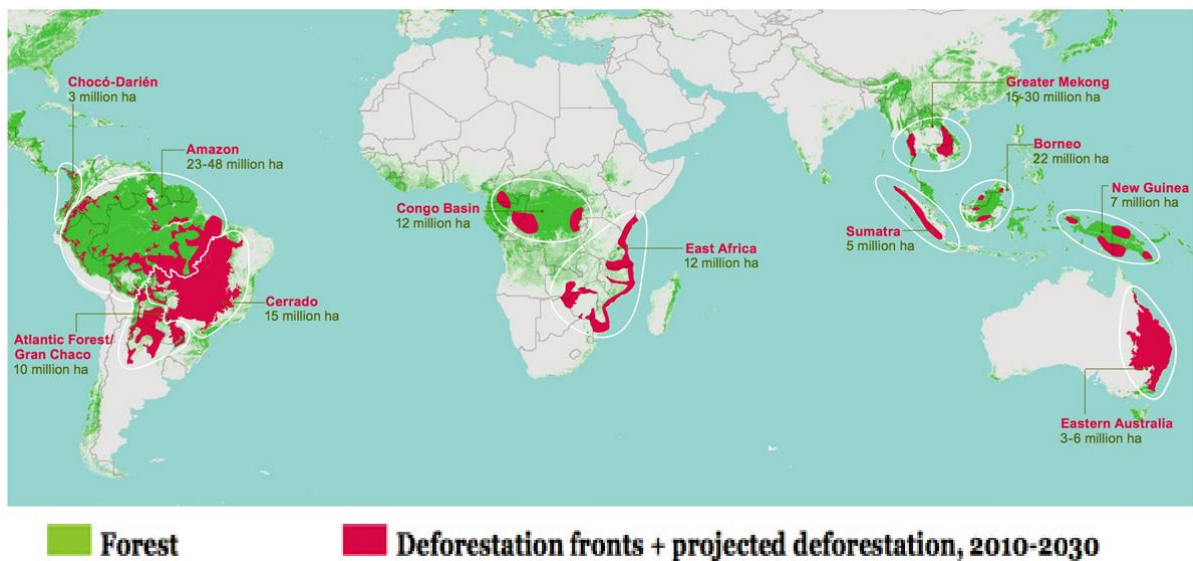 Chocó-Darién
3 million ha
Amazon
23-48 million ha
Cerrado
15 million ha
Atlantic Forest/
Gran Chaco
10 million ha
Congo Basin
12 million ha
East Africa
12 million ha
Greater Mekong
15-30 million ha
Borneo
22 million ha
New Guinea
7 million ha
Sumatra
5 million ha
Eastern Australia
3-6 million ha
Forest
Deforestation fronts + projected deforestation, 2010-2030